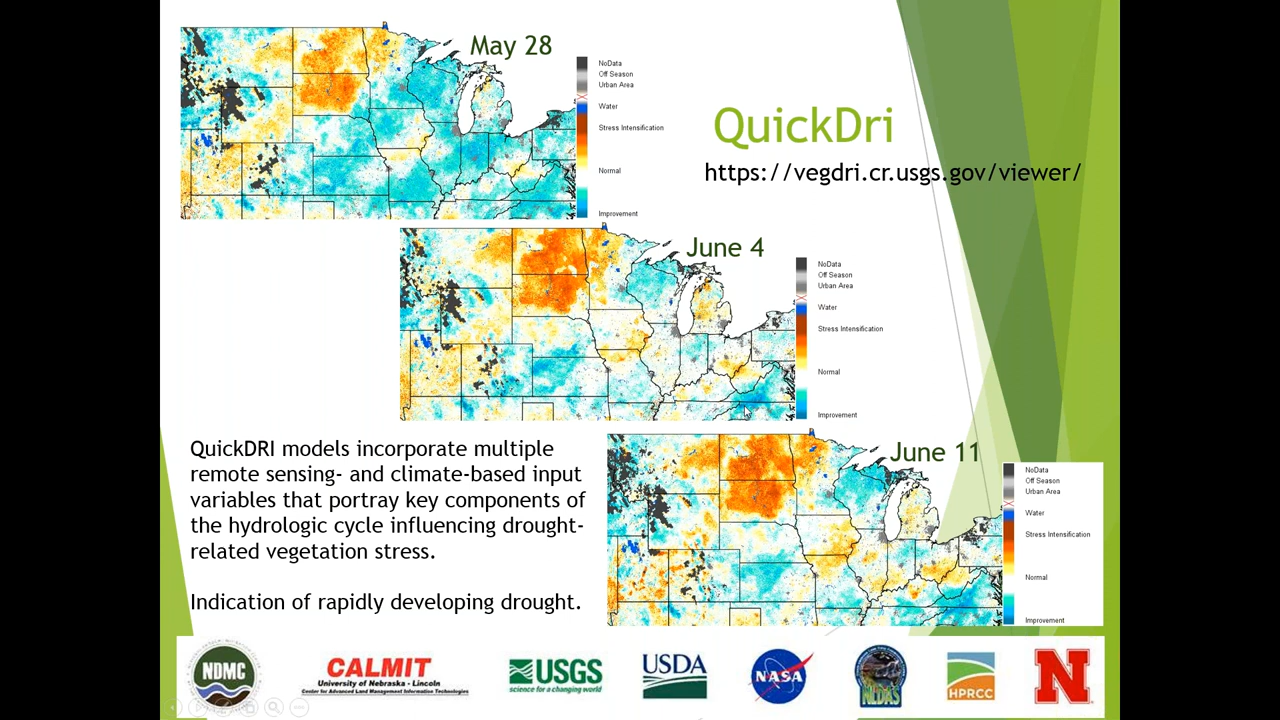 May 28
NoData
Off Season
Urban Area
Water
Stress Intensification
Normal
Improvement
QuickDri
https://vegdri.cr.usgs.gov/viewer/
June 4
NoData
Off Season
Urban Area
Water
Stress Intensification
Normal
Improvement
June 11
NoData
Off Season
Urban Area
Water
Stress Intensification
Normal
Improvement
QuickDRI models incorporate multiple
remote sensing- and climate-based input
variables that portray key components of
the hydrologic cycle influencing drought-
related vegetation stress.
Indication of rapidly developing drought.
NDMC
CALMIT
University of Nebraska - Lincoln
Center for Advanced Land Management Information Technologies
USGS
science for a changing world
USDA
NASA
NLDAS
HPRCC
N